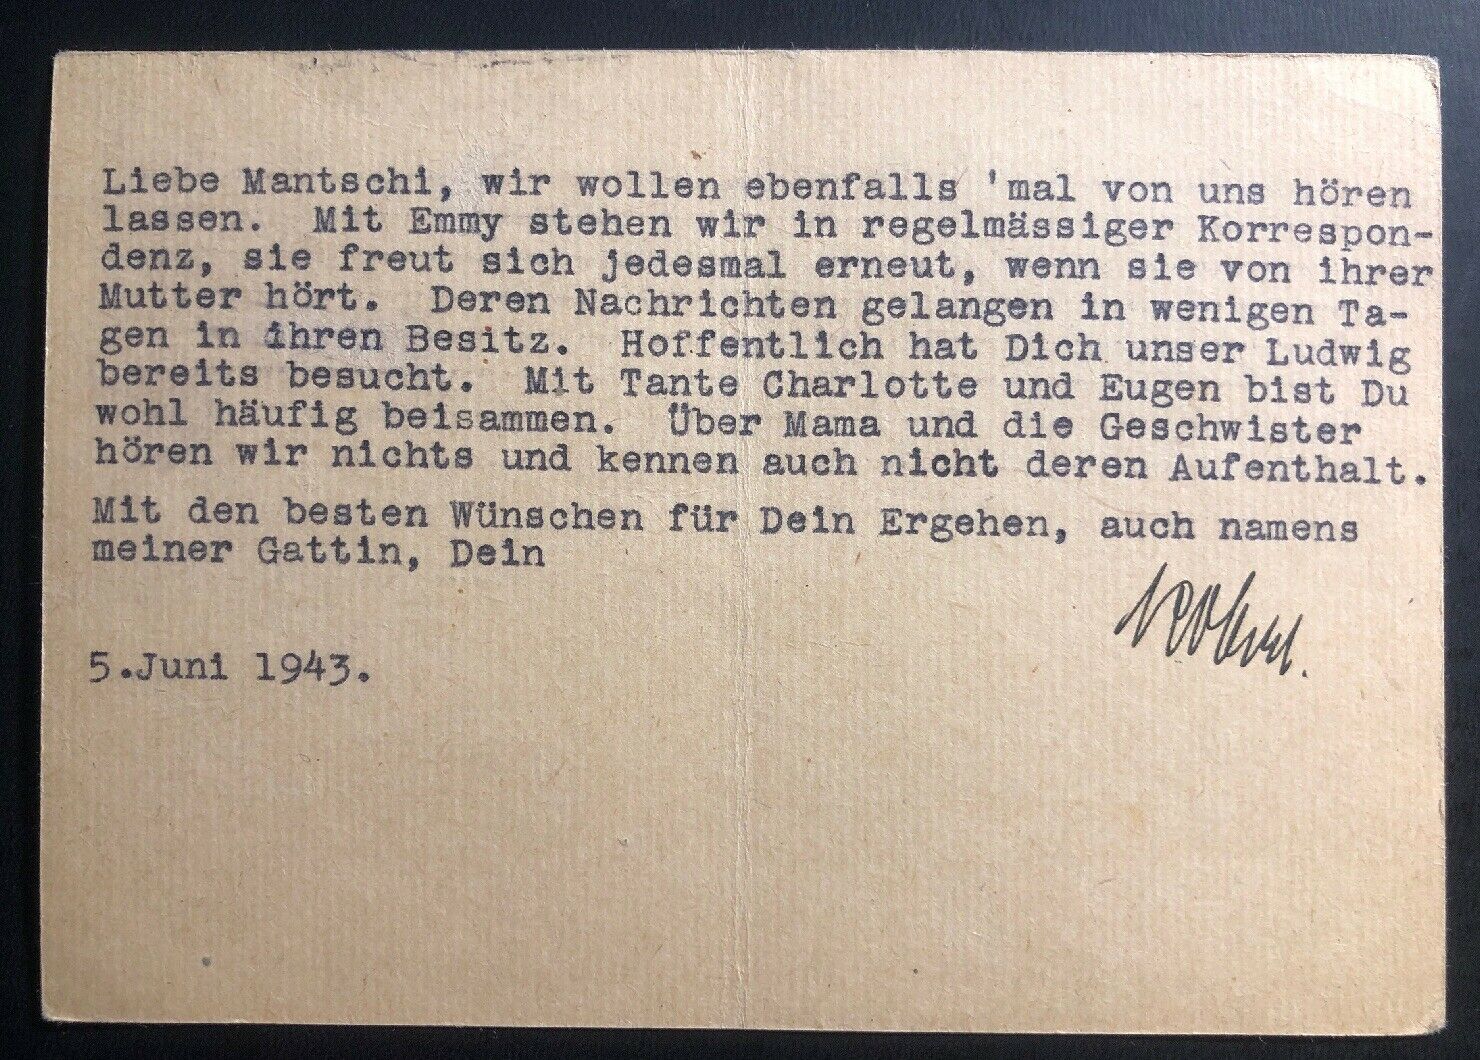 Liebe Mantschi, wir wollen ebenfalls 'mal von uns hören
lassen. Mit Emmy stehen wir in regelmässiger Korrespon-
denz, sie freut sich jedesmal erneut, wenn sie von ihrer
Mutter hört. Deren Nachrichten gelangen in wenigen Ta-
gen in ihren Besitz. Hoffentlich hat Dich unser Ludwig
bereits besucht. Mit Tante Charlotte und Eugen bist Du
wohl häufig beisammen. Über Mama und die Geschwister
hören wir nichts und kennen auch nicht deren Aufenthalt.
Mit den besten Wünschen für Dein Ergehen, auch namens
meiner Gattin, Dein
Robert.
5.Juni 1943.